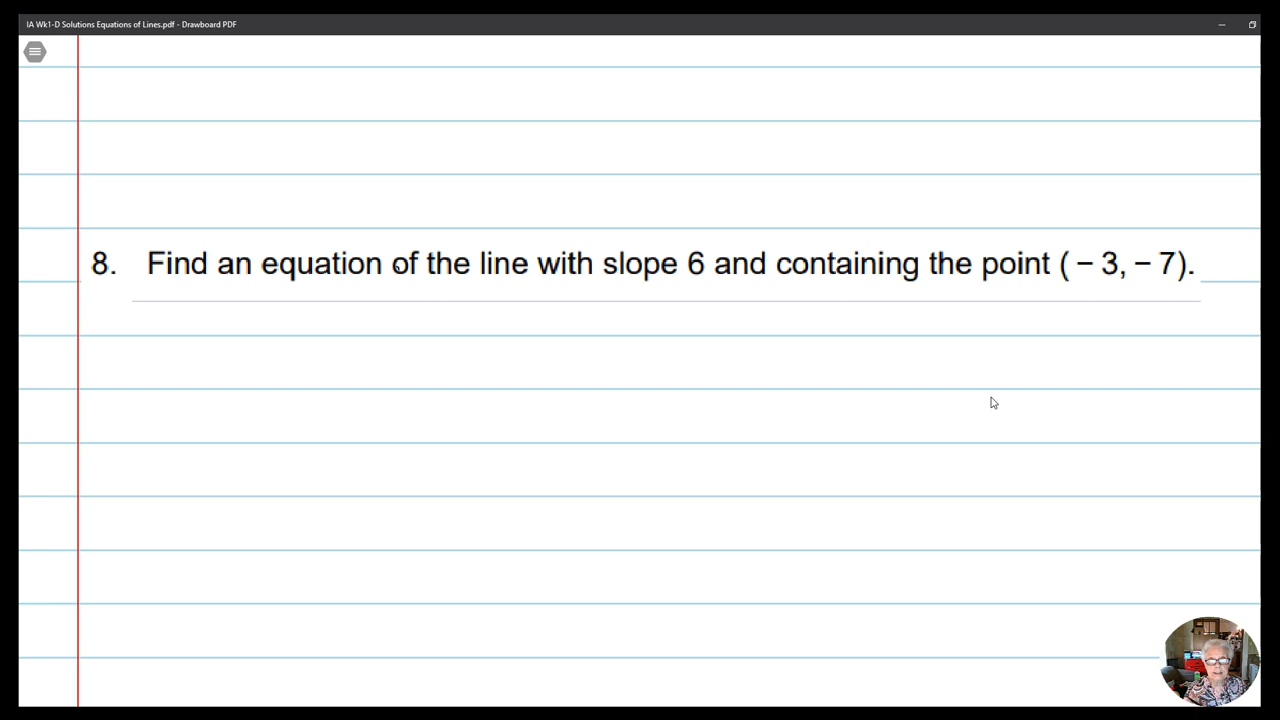 IA Wk1-D Solutions Equations of Lines.pdf - Drawboard PDF
8. Find an equation of the line with slope 6 and containing the point ( − 3, − 7).